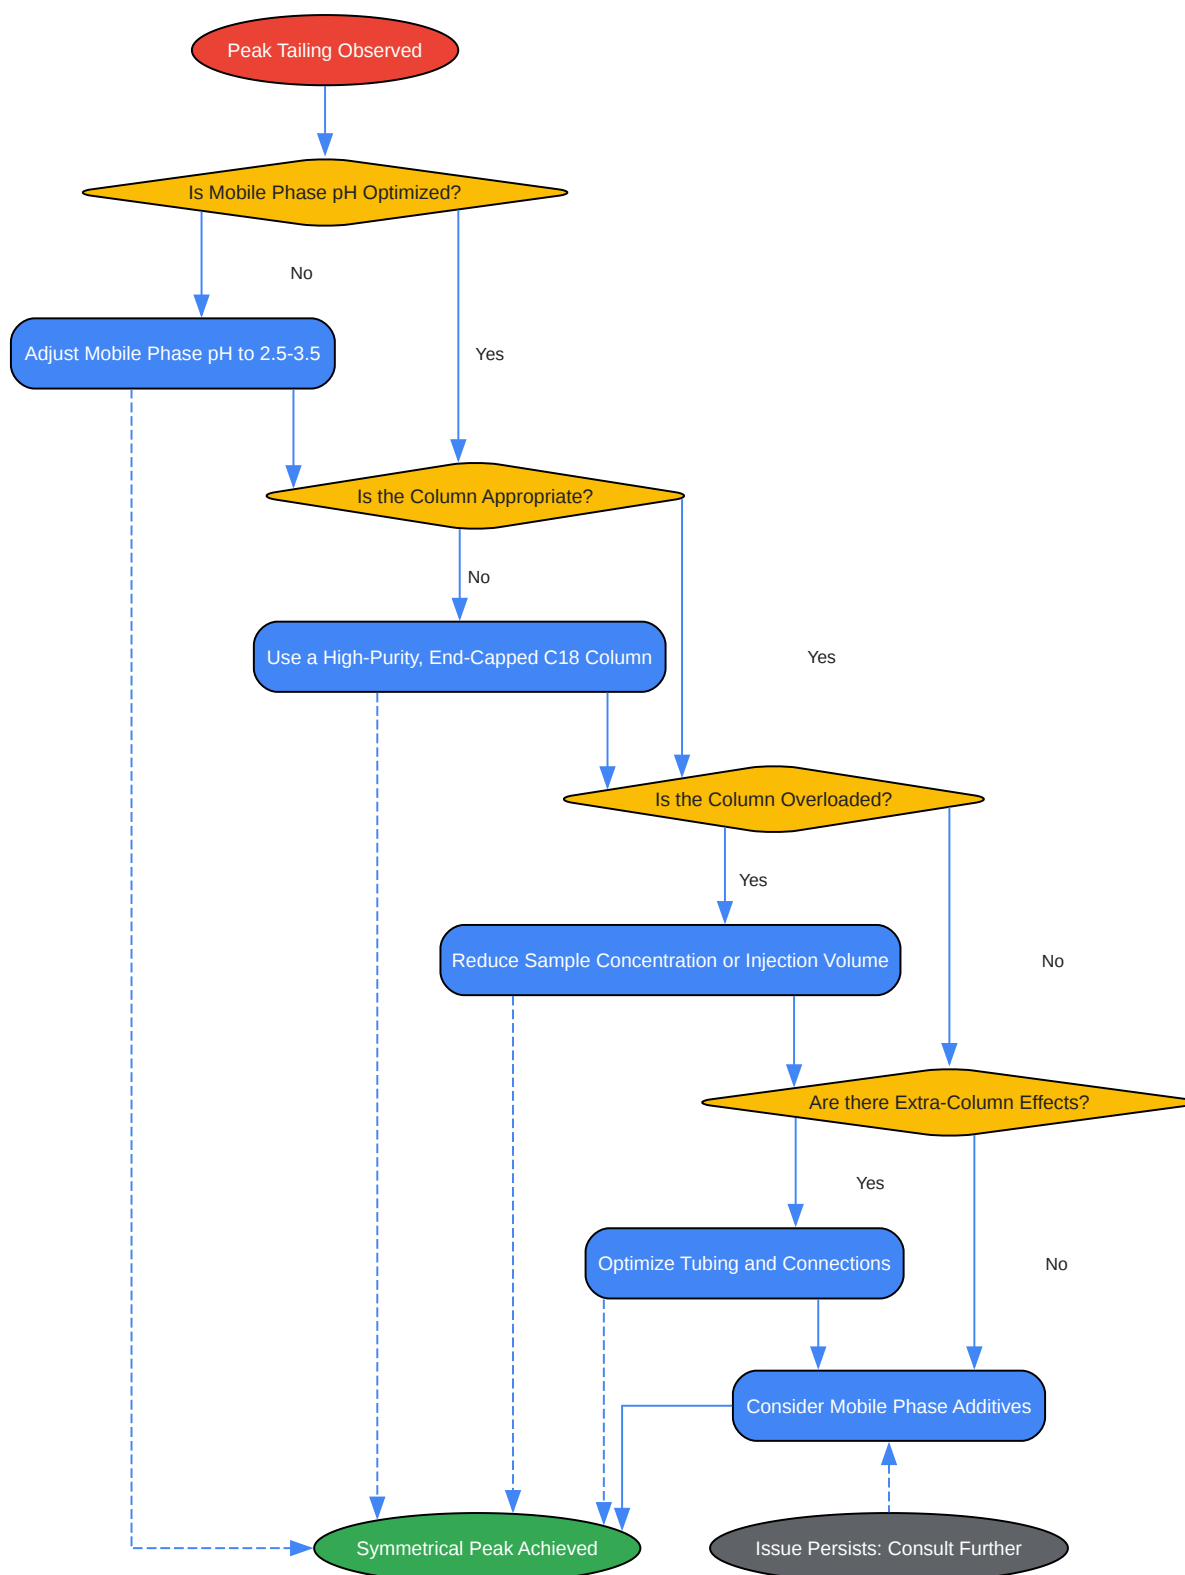 Peak Tailing Observed
Is Mobile Phase pH Optimized?
No
Adjust Mobile Phase pH to 2.5-3.5
Yes
Is the Column Appropriate?
No
Use a High-Purity, End-Capped C18 Column
Yes
Is the Column Overloaded?
Yes
Reduce Sample Concentration or Injection Volume
No
Are there Extra-Column Effects?
Yes
Optimize Tubing and Connections
No
Consider Mobile Phase Additives
Symmetrical Peak Achieved
Issue Persists: Consult Further